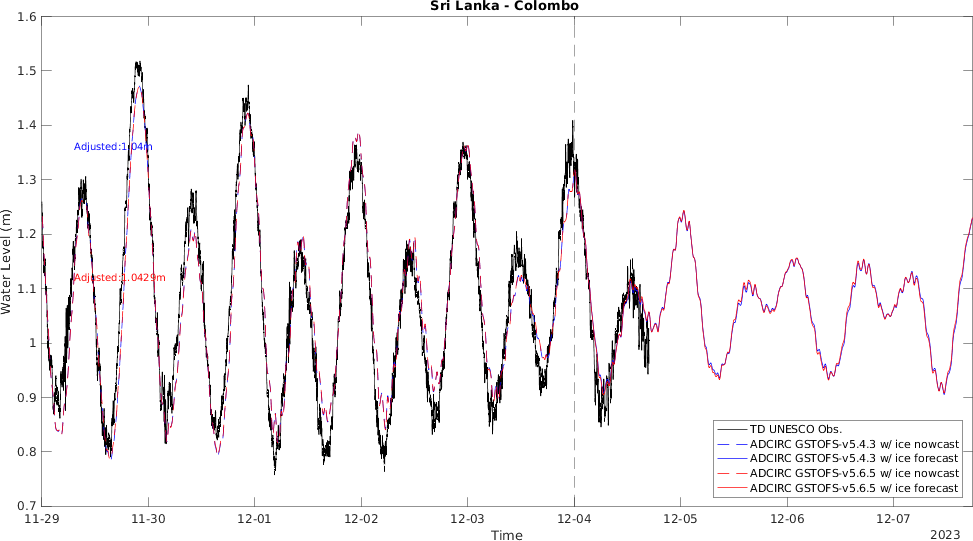 Sri Lanka - Colombo
Water Level (m)
1.6
1.5
1.4
1.3
1.2
1.1
1
0.9
0.8
0.7
Adjusted:1.04m
Adjusted:1.0429m
TD UNESCO Obs.
ADCIRC GSTOFS-v5.4.3 w/ ice nowcast
ADCIRC GSTOFS-v5.4.3 w/ ice forecast
ADCIRC GSTOFS-v5.6.5 w/ ice nowcast
ADCIRC GSTOFS-v5.6.5 w/ ice forecast
11-29 11-30 12-01 12-02 12-03 12-04 12-05 12-06 12-07
Time
2023